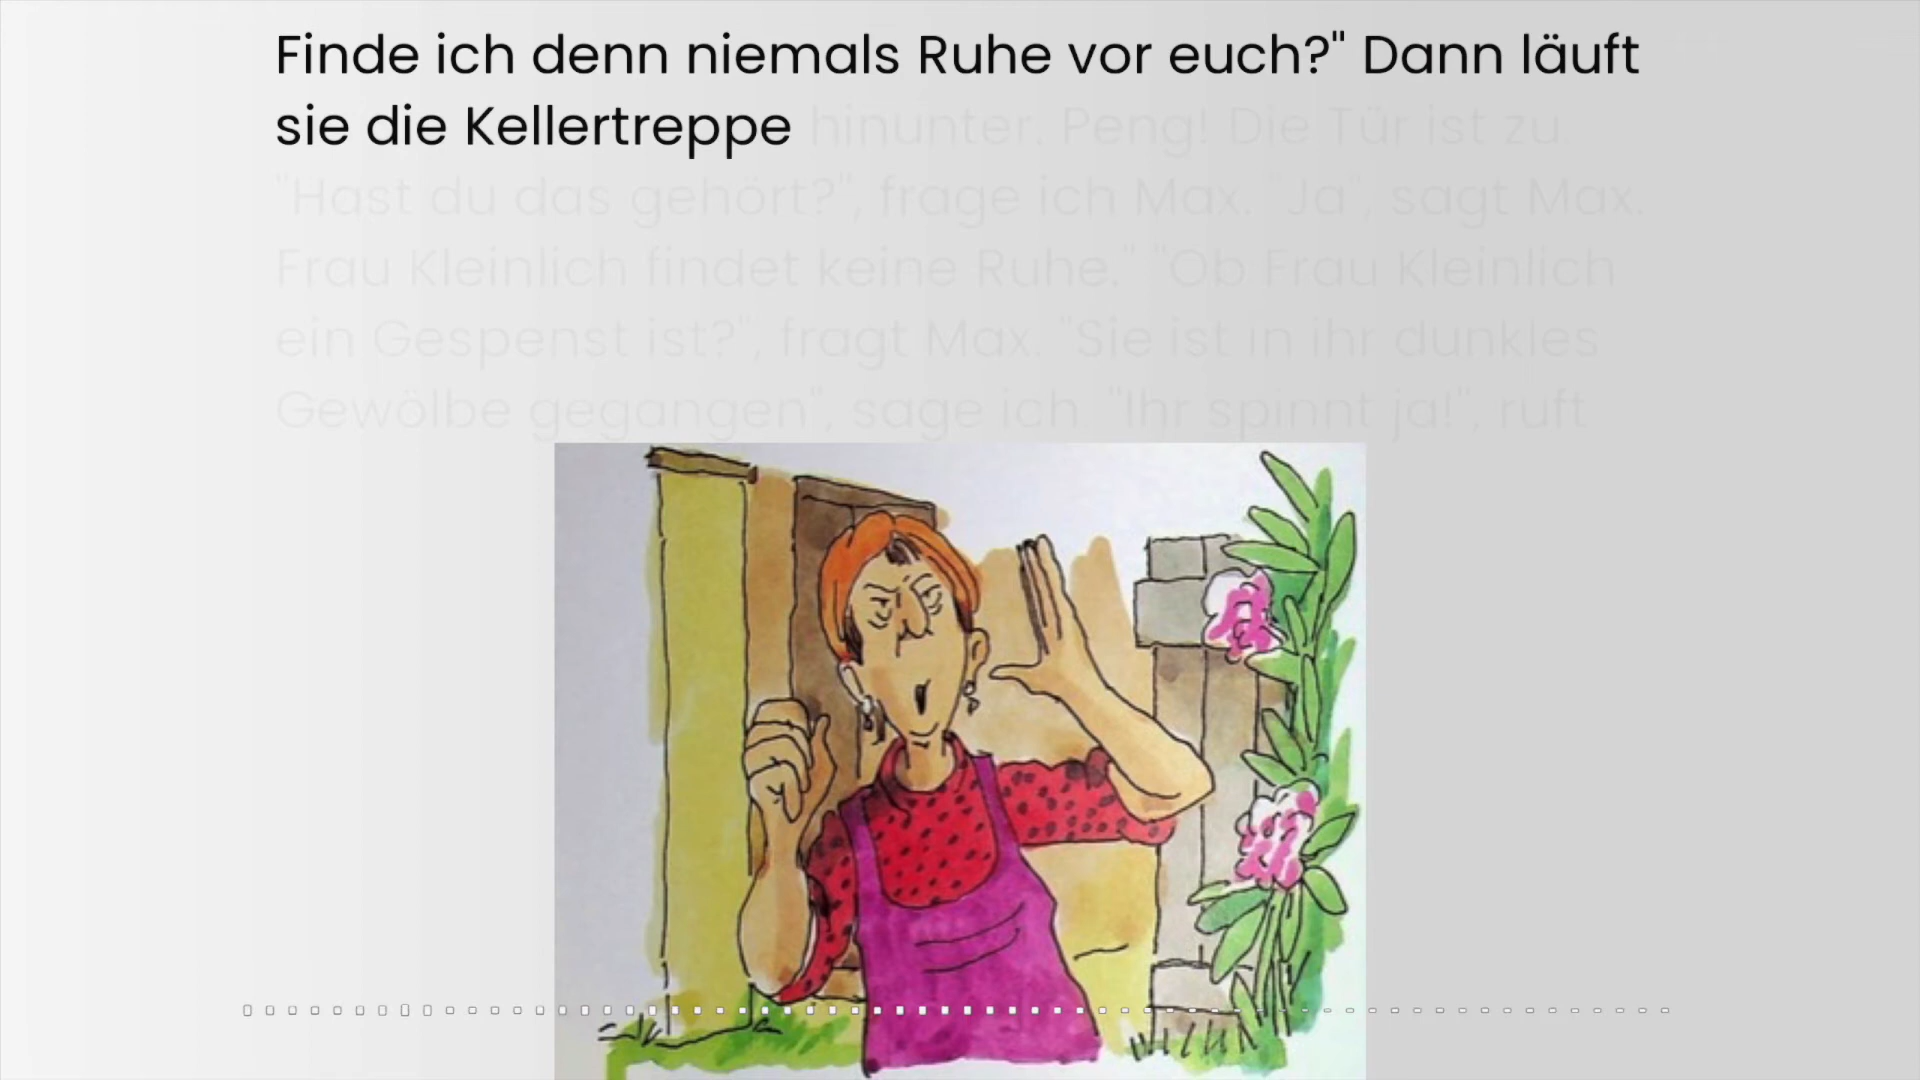 Finde ich denn niemals Ruhe vor euch?" Dann läuft
sie die Kellertreppe hinunter. Peng! Die Tür ist zu
"Hast du das gehört?", frage ich Max. "Ja", sagt Max.
Frau Kleinlich findet keine Ruhe." "Ob Frau Kleinlich
ein Gespenst ist?", fragt Max. "Sie ist in ihr dunkles
Gewölbe gegangen", sage ich. "Ihr spinnt ja!", ruft